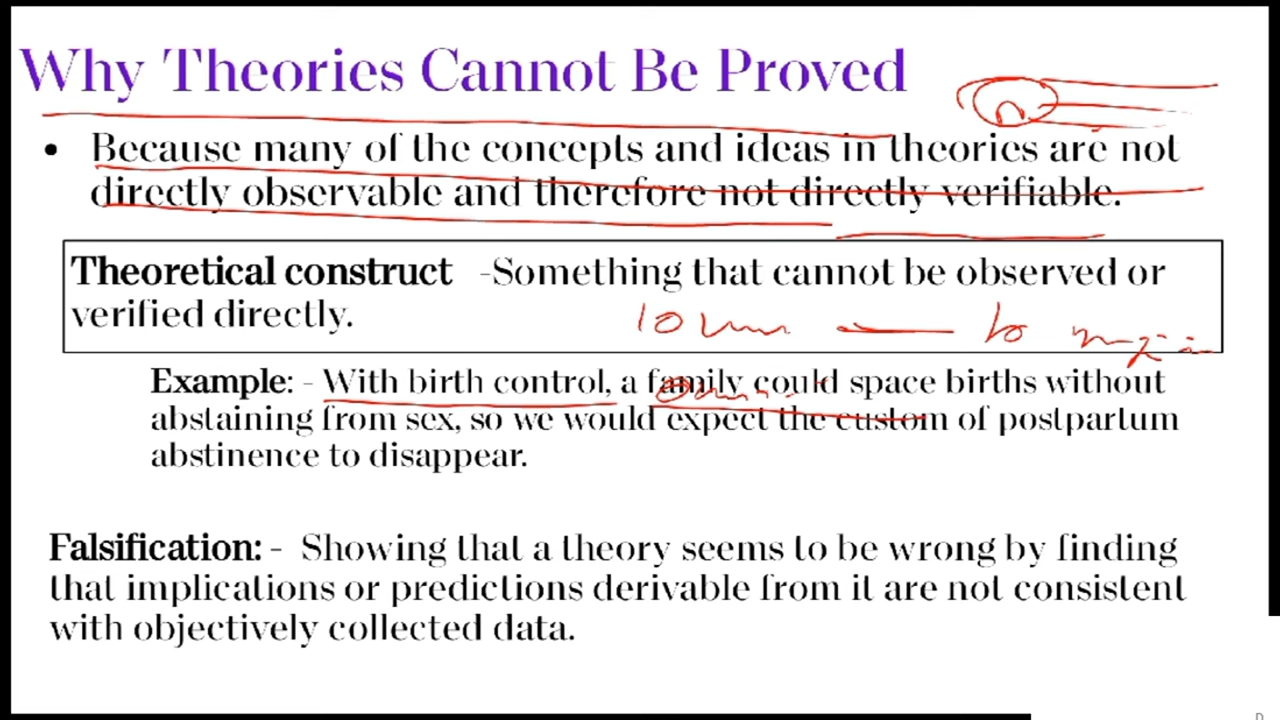 Why Theories Cannot Be Proved
• Because many of the concepts and ideas in theories are not
directly observable and therefore not directly verifiable.
Theoretical construct -Something that cannot be observed or
verified directly.
10
Example: - With birth control, a family could space births without
abstaining from sex, so we would expect the custom of postpartum
abstinence to disappear.
Falsification: - Showing that a theory seems to be wrong by finding
that implications or predictions derivable from it are not consistent
with objectively collected data.